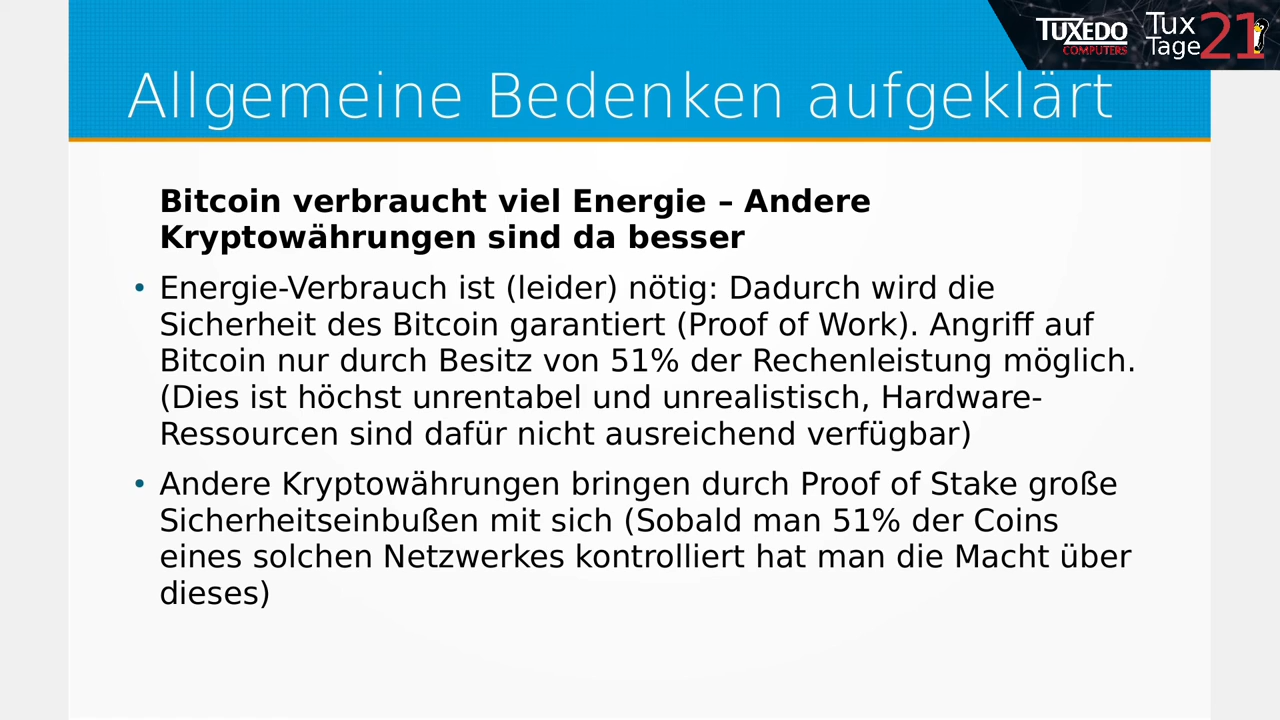 TUXEDO
COMPUTERS
Tux
Tage
21
Allgemeine Bedenken aufgeklärt
Bitcoin verbraucht viel Energie – Andere
Kryptowährungen sind da besser
• Energie-Verbrauch ist (leider) nötig: Dadurch wird die
Sicherheit des Bitcoin garantiert (Proof of Work). Angriff auf
Bitcoin nur durch Besitz von 51% der Rechenleistung möglich.
(Dies ist höchst unrentabel und unrealistisch, Hardware-
Ressourcen sind dafür nicht ausreichend verfügbar)
• Andere Kryptowährungen bringen durch Proof of Stake große
Sicherheitseinbußen mit sich (Sobald man 51% der Coins
eines solchen Netzwerkes kontrolliert hat man die Macht über
dieses)